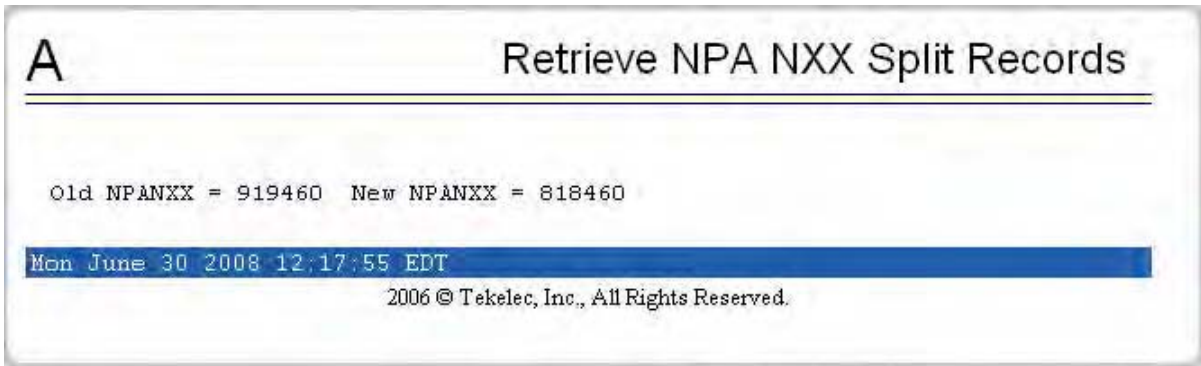 A
Retrieve NPA NXX Split Records
Old NPANXX = 919460 New NPANXX = 818460
Mon June 30 2008 12:17:55 EDT
2006 © Tekelec, Inc., All Rights Reserved.